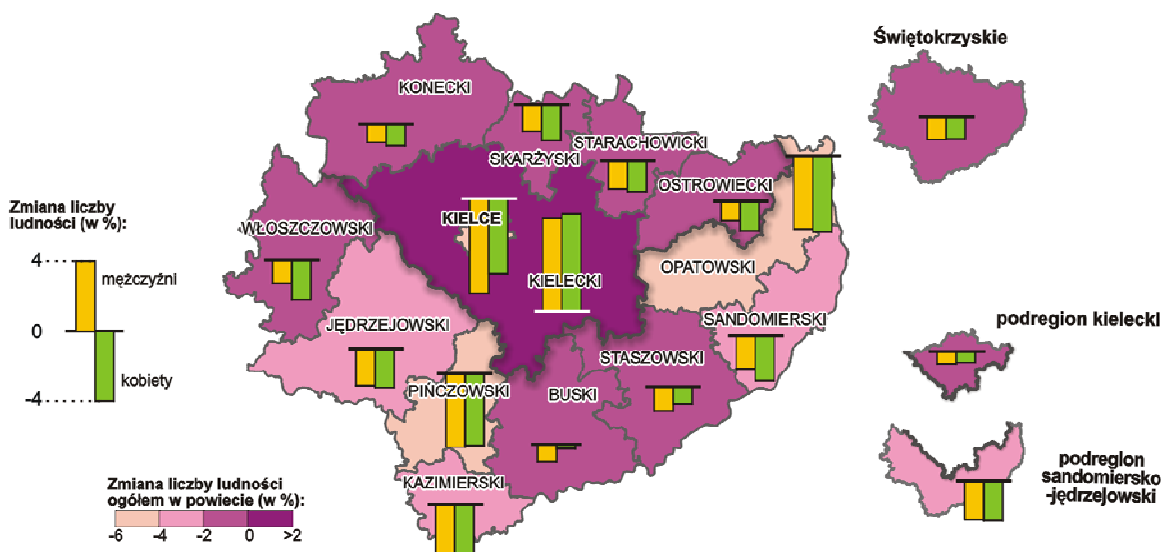 Świętokrzyskie
KONECKI
STARACHOWICKI
SKARŻYSKI
OSTROWIECKI
Zmiana liczby
ludności (w %):
KIELCE
WŁOSZCZOWSKI
4
mężczyźni
OPATOWSKI
KIELECKI
0
JĘDRZEJOWSKI
SANDOMIERSKI
podregion kielecki
STASZOWSKI
kobiety
PIŃCZOWSKI
BUSKI
-4
podregion
sandomiersko
-jędrzejowski
Zmiana liczby ludności
ogółem w powiecie (w %):
KAZIMIERSKI
-6 -4 -2 0 >2